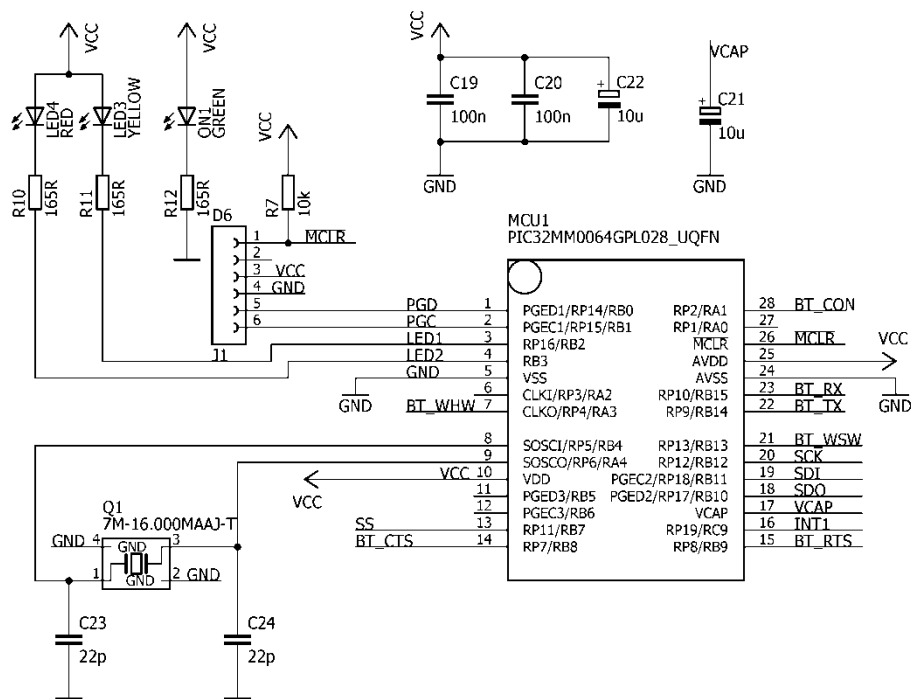 VCC
VCC
VCC
VCAP
C19
100n
C20
100n
C22
10u
C21
10u
LED4
RED
LED3
YELLOW
ON1
GREEN
VCC
GND
GND
R10
165R
R11
165R
R12
165R
R7
10k
D6
MCU1
PIC32MM0064GPL028_UQFN
1 MCLR
2
3 VCC
4 GND
5 PGD 1 PGED1/RP14/RB0 RP2/RA1 28 BT_CON
6 PGC 2 PGEC1/RP15/RB1 RP1/RA0 27
J1 LED1 3 RP16/RB2 MCLR 26 MCLR
LED2 4 RB3 AVDD 25 VCC
GND 5 VSS AVSS 24
6 CLKI/RP3/RA2 RP10/RB15 23 BT_RX
GND BT_WHW 7 CLKO/RP4/RA3 RP9/RB14 22 BT_TX GND
8 SOSCI/RP5/RB4 RP13/RB13 21 BT_WSW
9 SOSCO/RP6/RA4 RP12/RB12 20 SCK
VCC VCC 10 VDD PGEC2/RP18/RB11 19 SDI
11 PGED3/RB5 PGED2/RP17/RB10 18 SDO
12 PGEC3/RB6 VCAP 17 VCAP
SS 13 RP11/RB7 RP19/RC9 16 INT1
BT_CTS 14 RP7/RB8 RP8/RB9 15 BT_RTS
Q1
7M-16.000MAAJ-T
GND 4 GND 3
1 GND 2 GND
C23
22p
C24
22p